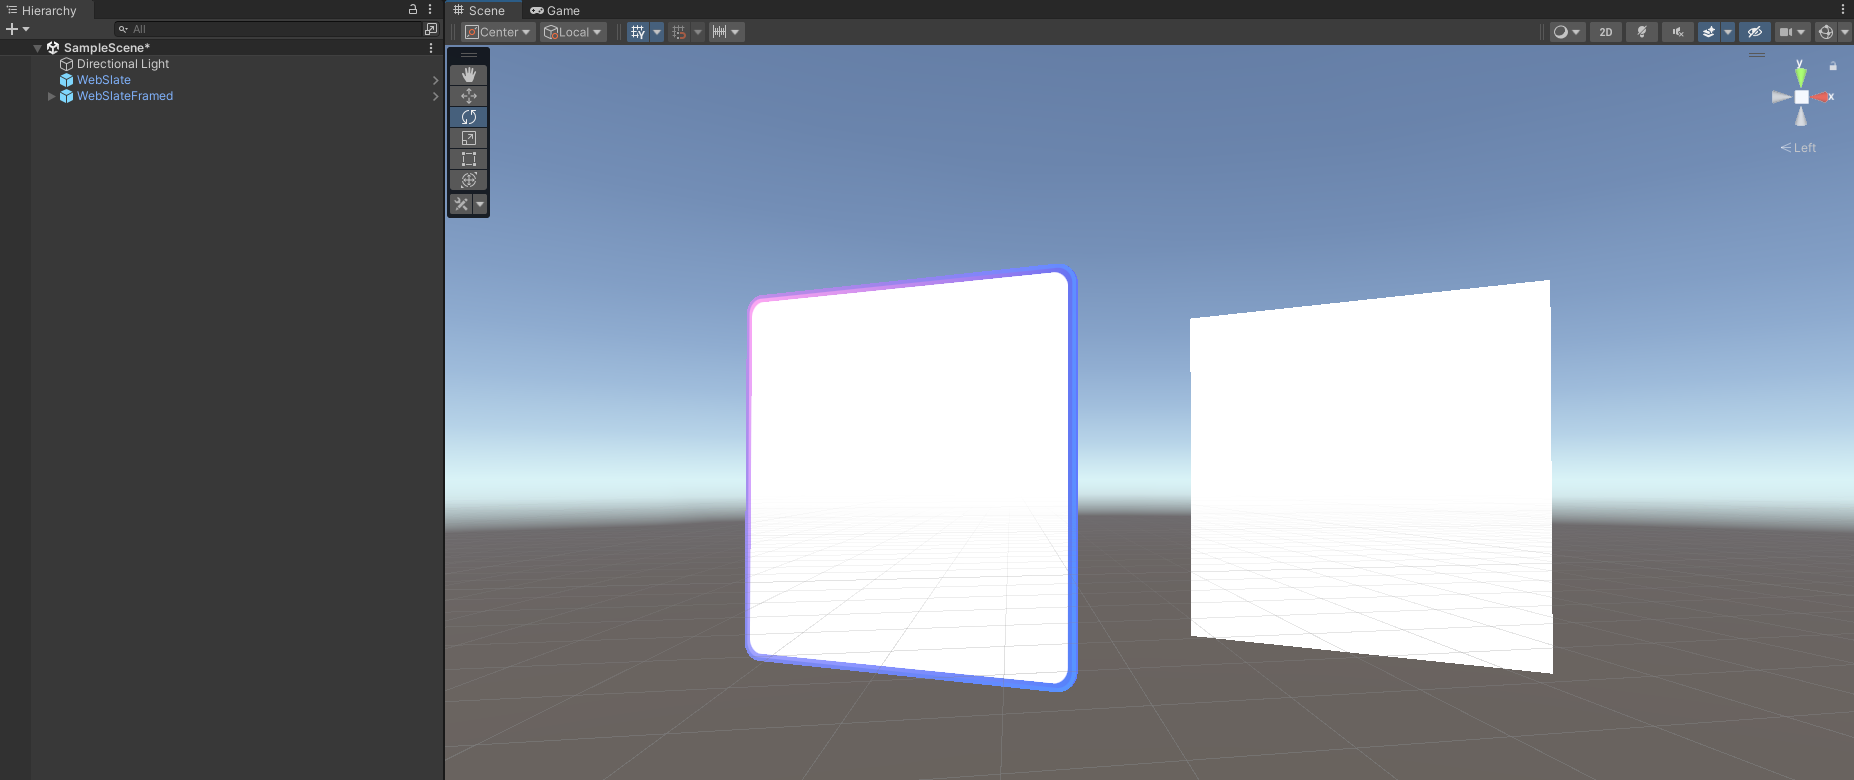 Hierarchy
All
SampleScene*
Directional Light
WebSlate
WebSlateFramed
Scene
Game
Center
Local
2D
y
x
Left